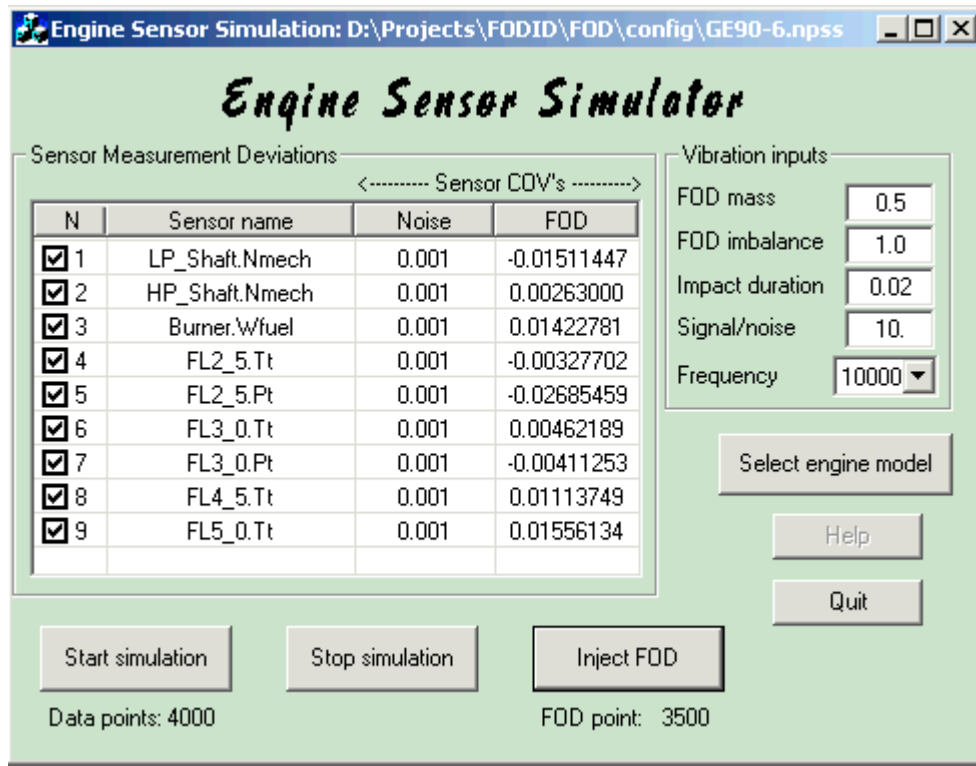 Engine Sensor Simulation: D:\Projects\FODID\FOD\config\GE90-6.npss
Engine Sensor Simulator
Sensor Measurement Deviations
<---------- Sensor COV's ---------->
N Sensor name Noise FOD
1 LP_Shaft.Nmech 0.001 -0.01511447
2 HP_Shaft.Nmech 0.001 0.00263000
3 Burner.Wfuel 0.001 0.01422781
4 FL2_5.Tt 0.001 -0.00327702
5 FL2_5.Pt 0.001 -0.02685459
6 FL3_0.Tt 0.001 0.00462189
7 FL3_0.Pt 0.001 -0.00411253
8 FL4_5.Tt 0.001 0.01113749
9 FL5_0.Tt 0.001 0.01556134
Vibration inputs
FOD mass 0.5
FOD imbalance 1.0
Impact duration 0.02
Signal/noise 10.
Frequency 10000
Select engine model
Help
Quit
Start simulation Stop simulation Inject FOD
Data points: 4000 FOD point: 3500